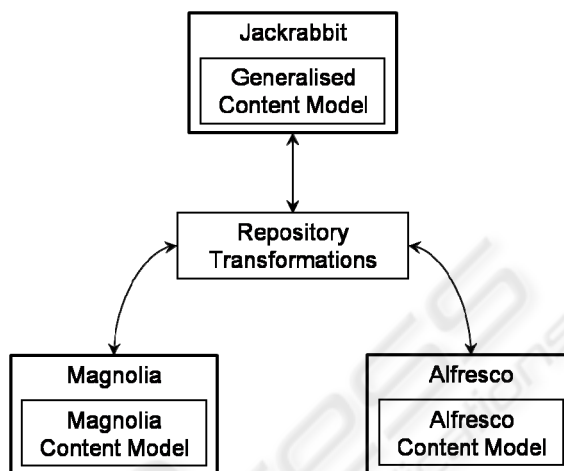 Jackrabbit
Generalised
Content Model
Repository
Transformations
Magnolia
Magnolia
Content Model
Alfresco
Alfresco
Content Model